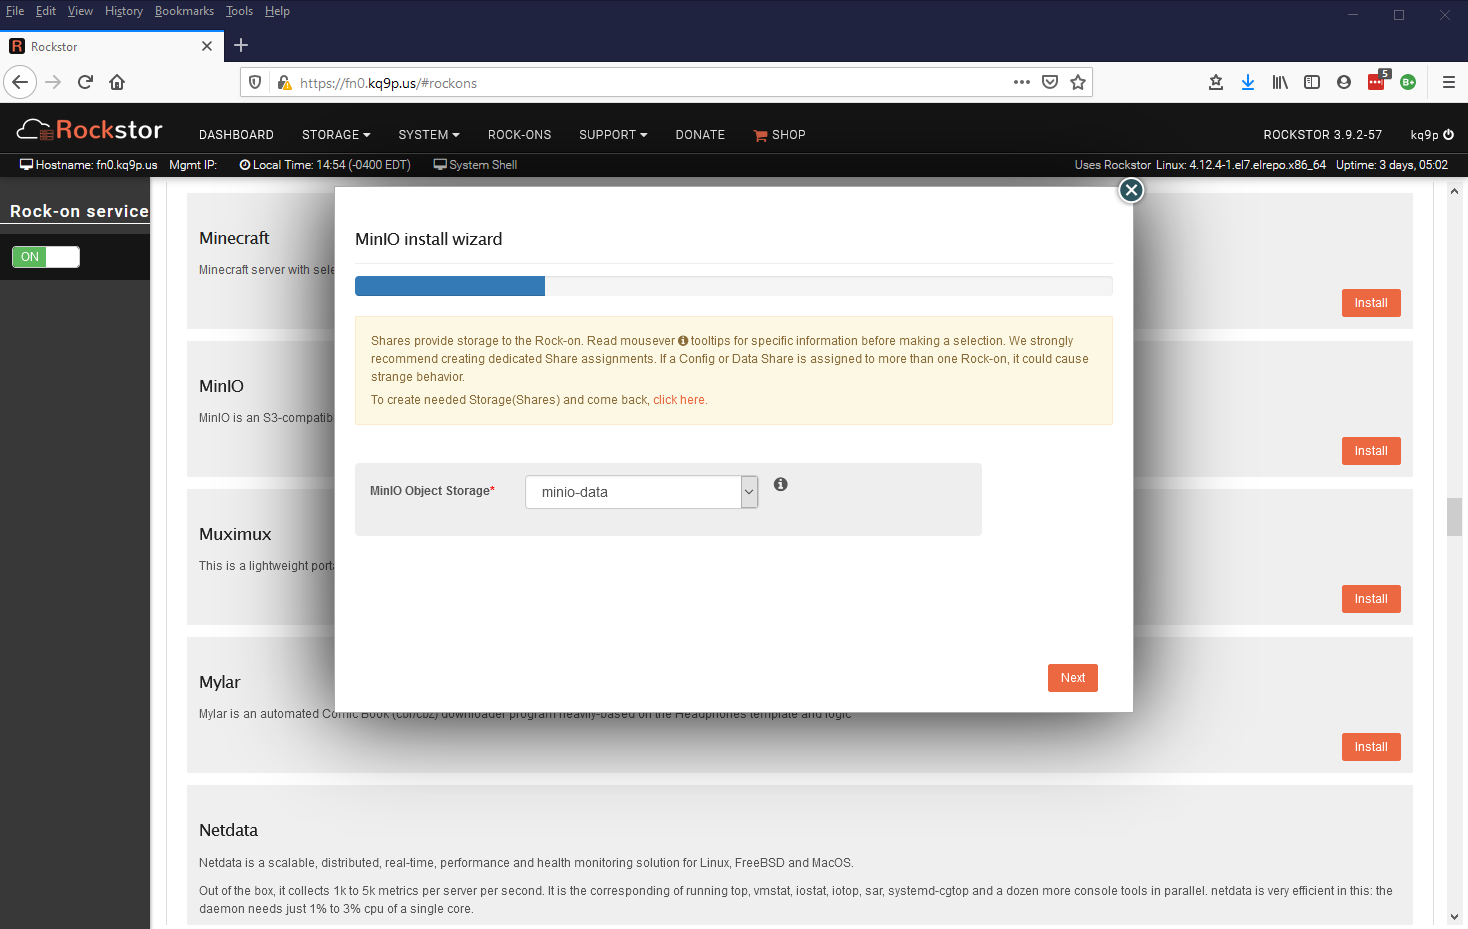 File Edit View History Bookmarks Tools Help
Rockstor
https://fn0.kq9p.us/#rockons
5
B+
Rockstor DASHBOARD STORAGE SYSTEM ROCK-ONS SUPPORT DONATE SHOP ROCKSTOR 3.9.2-57 kq9p
Hostname: fn0.kq9p.us Mgmt IP: Local Time: 14:54 (-0400 EDT) System Shell Uses Rockstor Linux: 4.12.4-1.el7.elrepo.x86_64 Uptime: 3 days, 05:02
Rock-on service
ON
Minecraft
Minecraft server with sele
Install
MinIO
MinIO is an S3-compatib
Install
Muximux
This is a lightweight porta
Install
Mylar
Mylar is an automated Comic Book (cbr/cbz) downloader program heavily-based on the Headphones template and logic
Install
Netdata
Netdata is a scalable, distributed, real-time, performance and health monitoring solution for Linux, FreeBSD and MacOS.
Out of the box, it collects 1k to 5k metrics per server per second. It is the corresponding of running top, vmstat, iostat, iotop, sar, systemd-cgtop and a dozen more console tools in parallel. netdata is very efficient in this: the
daemon needs just 1% to 3% cpu of a single core.
MinIO install wizard
Shares provide storage to the Rock-on. Read mousever tooltips for specific information before making a selection. We strongly
recommend creating dedicated Share assignments. If a Config or Data Share is assigned to more than one Rock-on, it could cause
strange behavior.
To create needed Storage(Shares) and come back, click here.
MinIO Object Storage* minio-data
Next